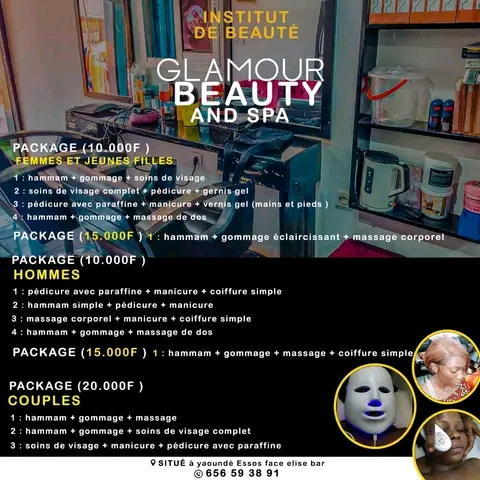 INSTITUT
DE BEAUTÉ
GLAMOUR
BEAUTY
AND SPA
PACKAGE (10.000F )
FEMMES ET JEUNES FILLES
1 : hammam + gommage + soins de visage
2 : soins de visage complet + pédicure + gernis gel
3 : pédicure avec paraffine + manicure + vernis gel (mains et pieds )
4 : hammam + gommage + massage de dos
PACKAGE (15.000F ) 1 : hammam + gommage éclaircissant + massage corporel
PACKAGE (10.000F )
HOMMES
1 : pédicure avec paraffine + manicure + coiffure simple
2 : hammam simple + pédicure + manicure
3 : massage corporel + manicure + coiffure simple
4 : hammam + gommage + massage de dos
PACKAGE (15.000F ) 1 : hammam + gommage + massage + coiffure simple
PACKAGE (20.000F )
COUPLES
1 : hammam + gommage + massage
2 : hammam + gommage + soins de visage complet
3 : soins de visage + manicure + pédicure avec paraffine
SITUÉ à yaoundé Essos face elise bar
656 59 38 91